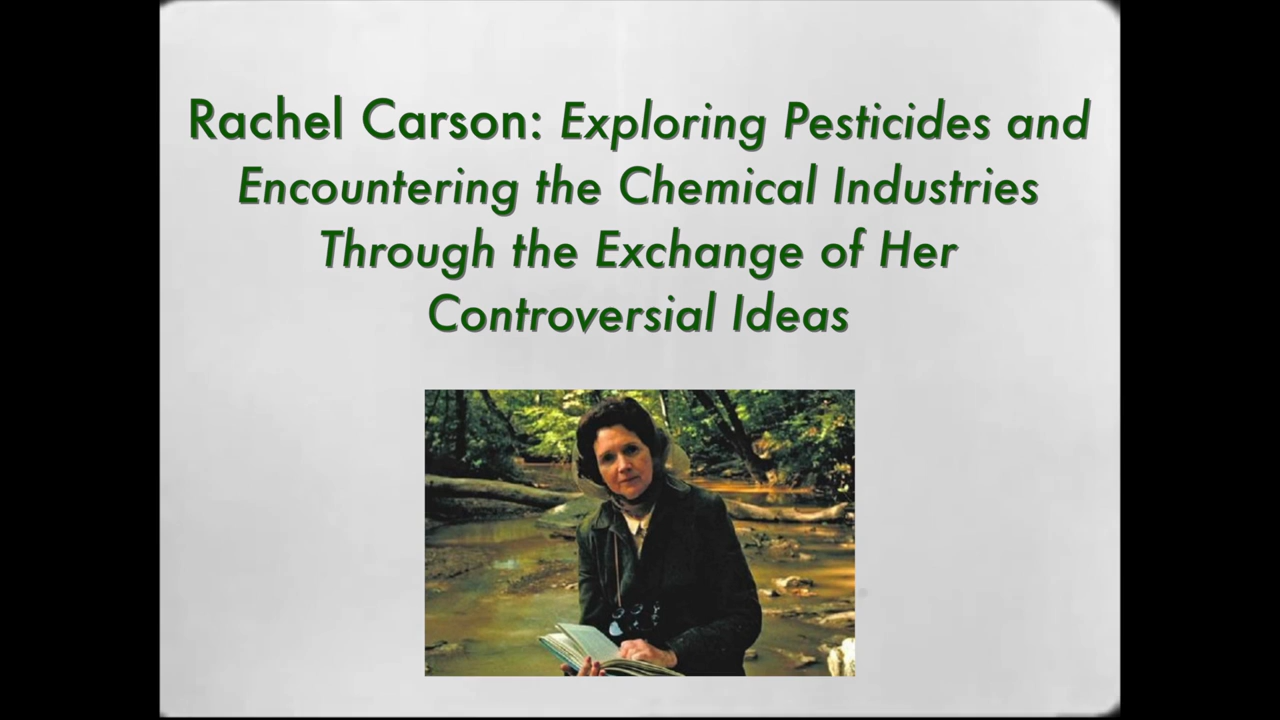 Rachel Carson: Exploring Pesticides and
Encountering the Chemical Industries
Through the Exchange of Her
Controversial Ideas